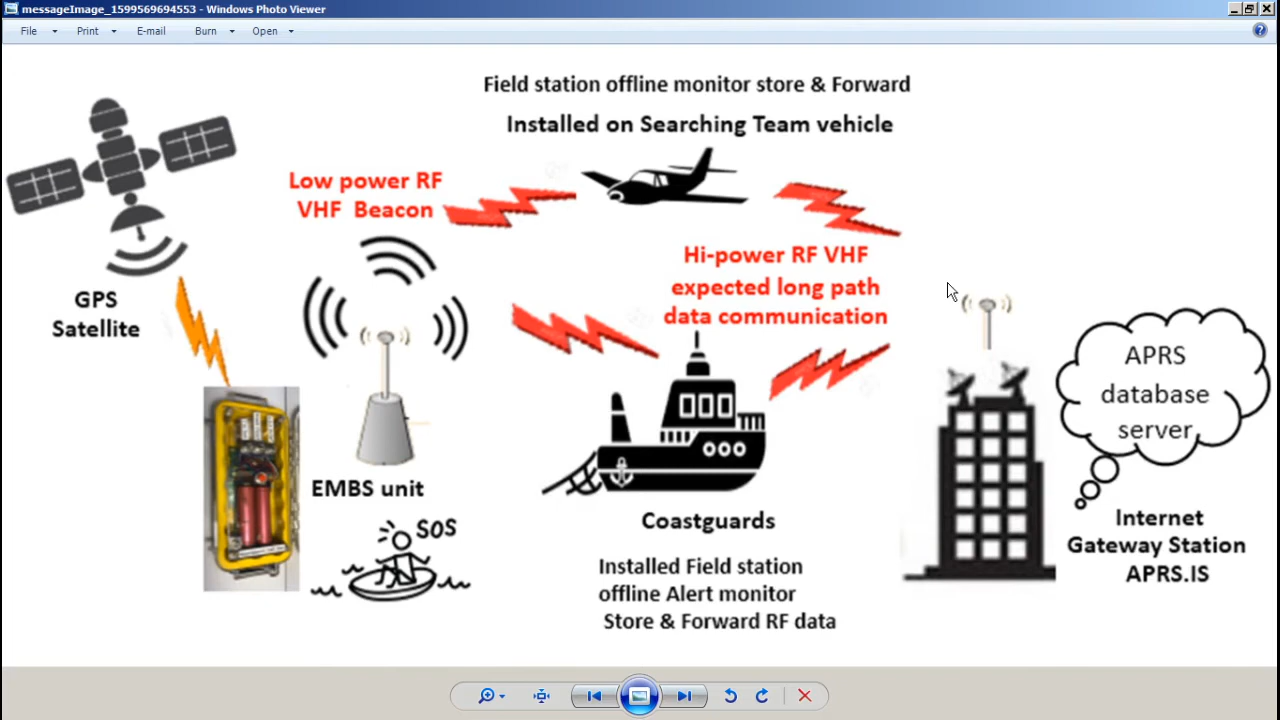 messageImage_1599569694553 - Windows Photo Viewer
File Print E-mail Burn Open
Field station offline monitor store & Forward
Installed on Searching Team vehicle
Low power RF
VHF Beacon
Hi-power RF VHF
expected long path
data communication
GPS
Satellite
APRS
database
server
EMBS unit
SOS
Coastguards
Internet
Gateway Station
APRS.IS
Installed Field station
offline Alert monitor
Store & Forward RF data